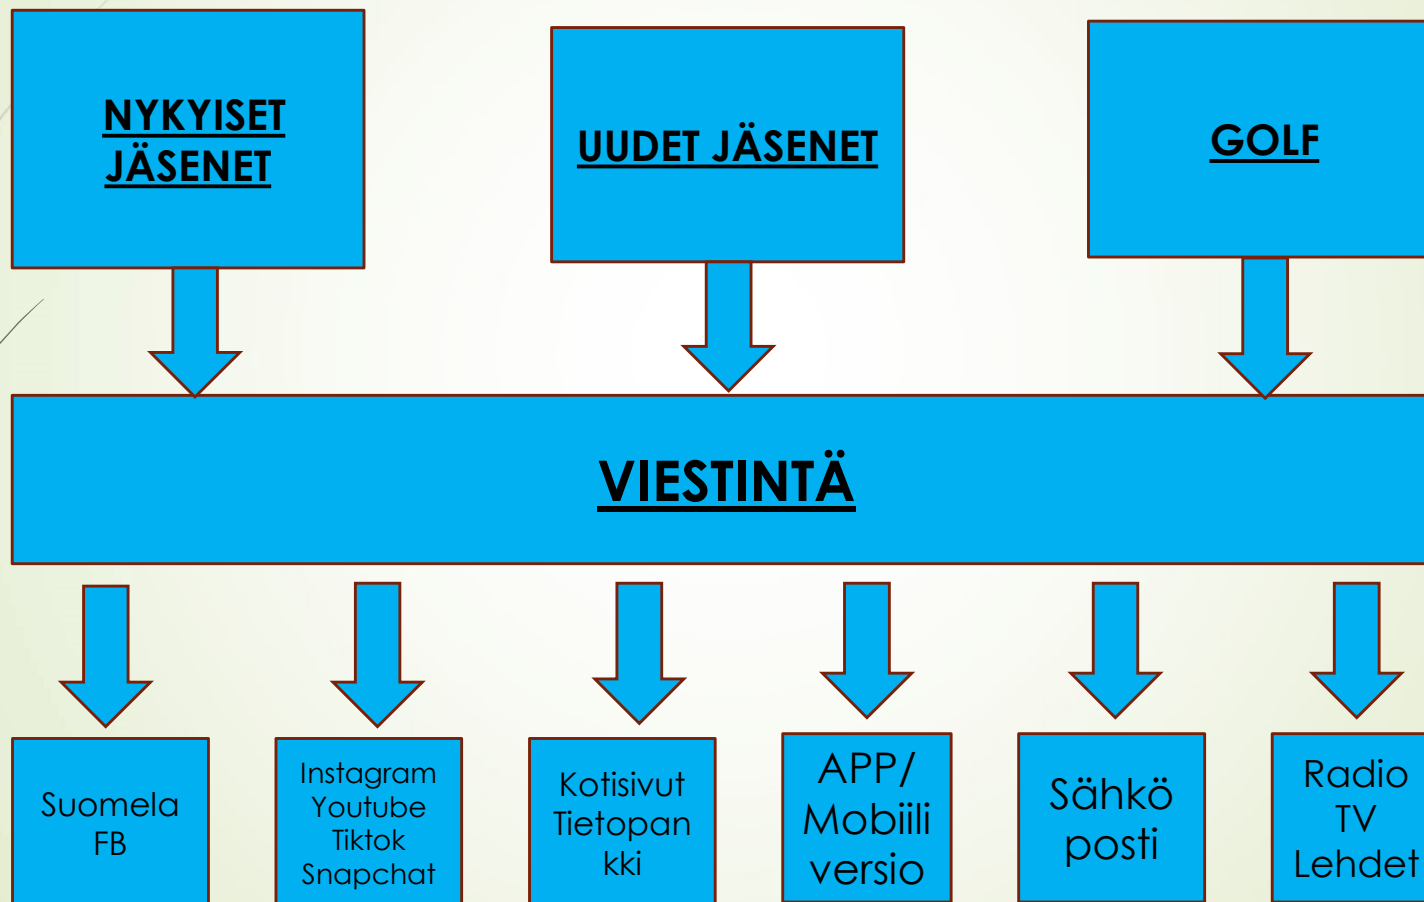 NYKYISET
JÄSENET
UUDET JÄSENET
GOLF
VIESTINTÄ
Suomela
FB
Instagram
Youtube
Tiktok
Snapchat
Kotisivut
Tietopan
kki
APP/
Mobiili
versio
Sähkö
posti
Radio
TV
Lehdet